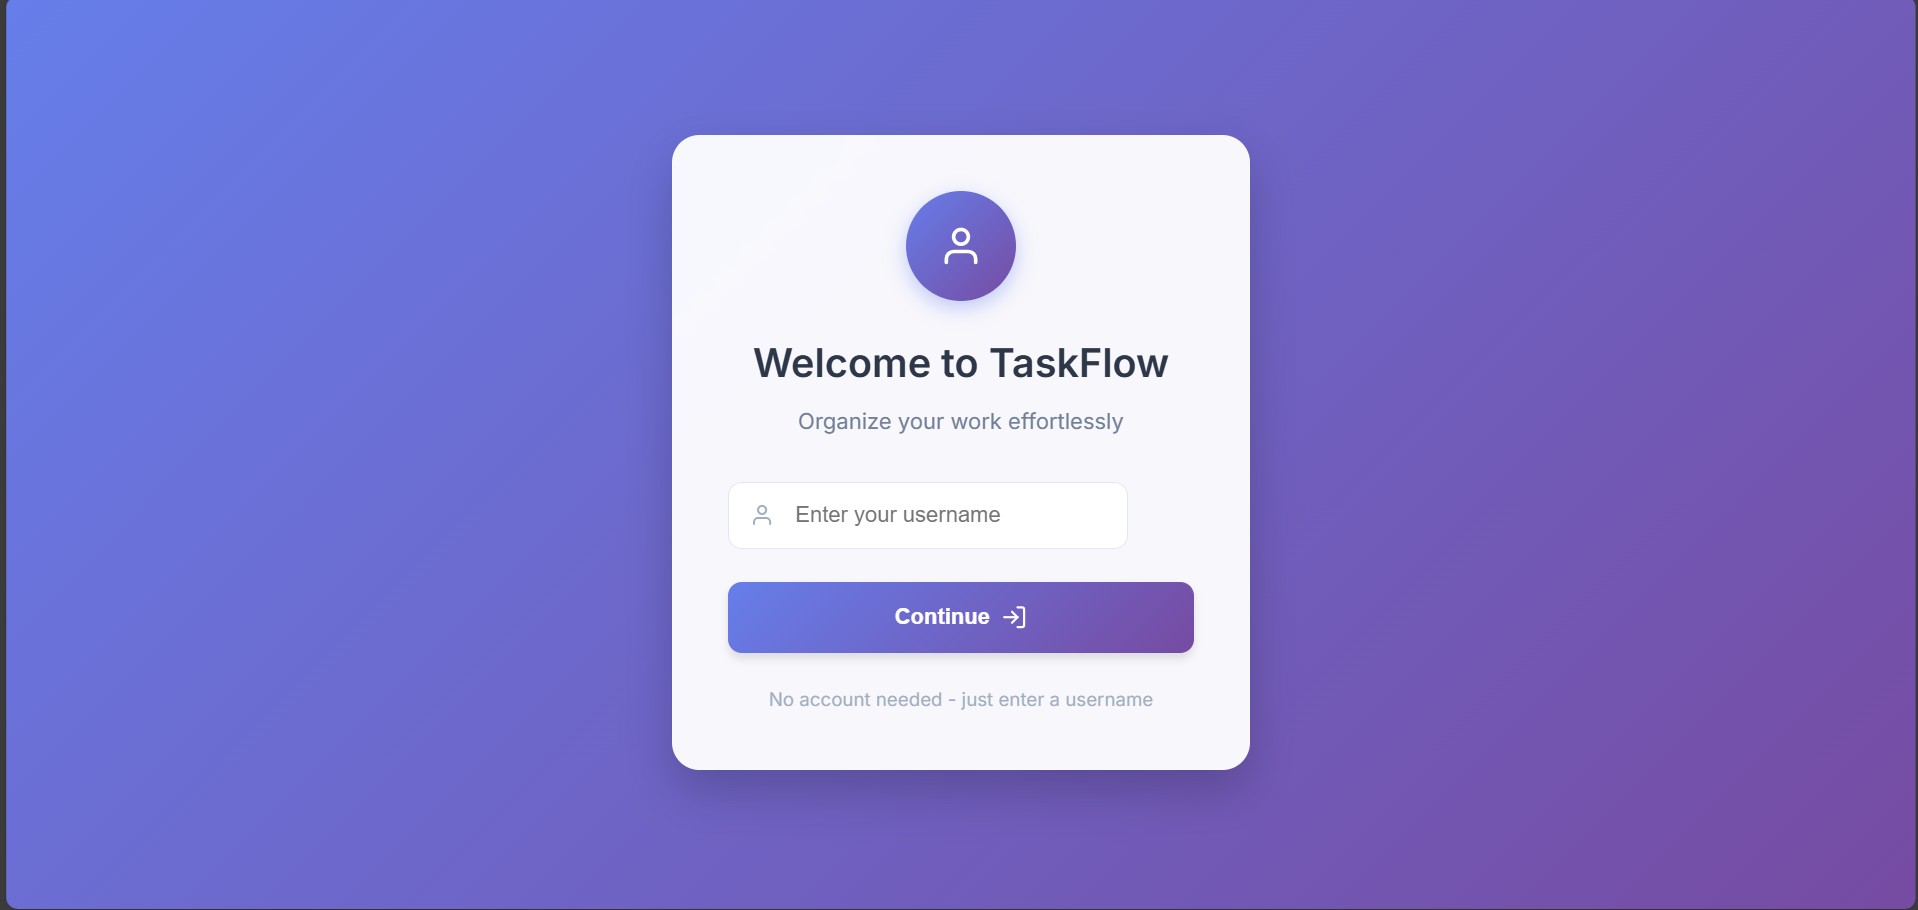 Welcome to TaskFlow
Organize your work effortlessly
Enter your username
Continue
No account needed - just enter a username